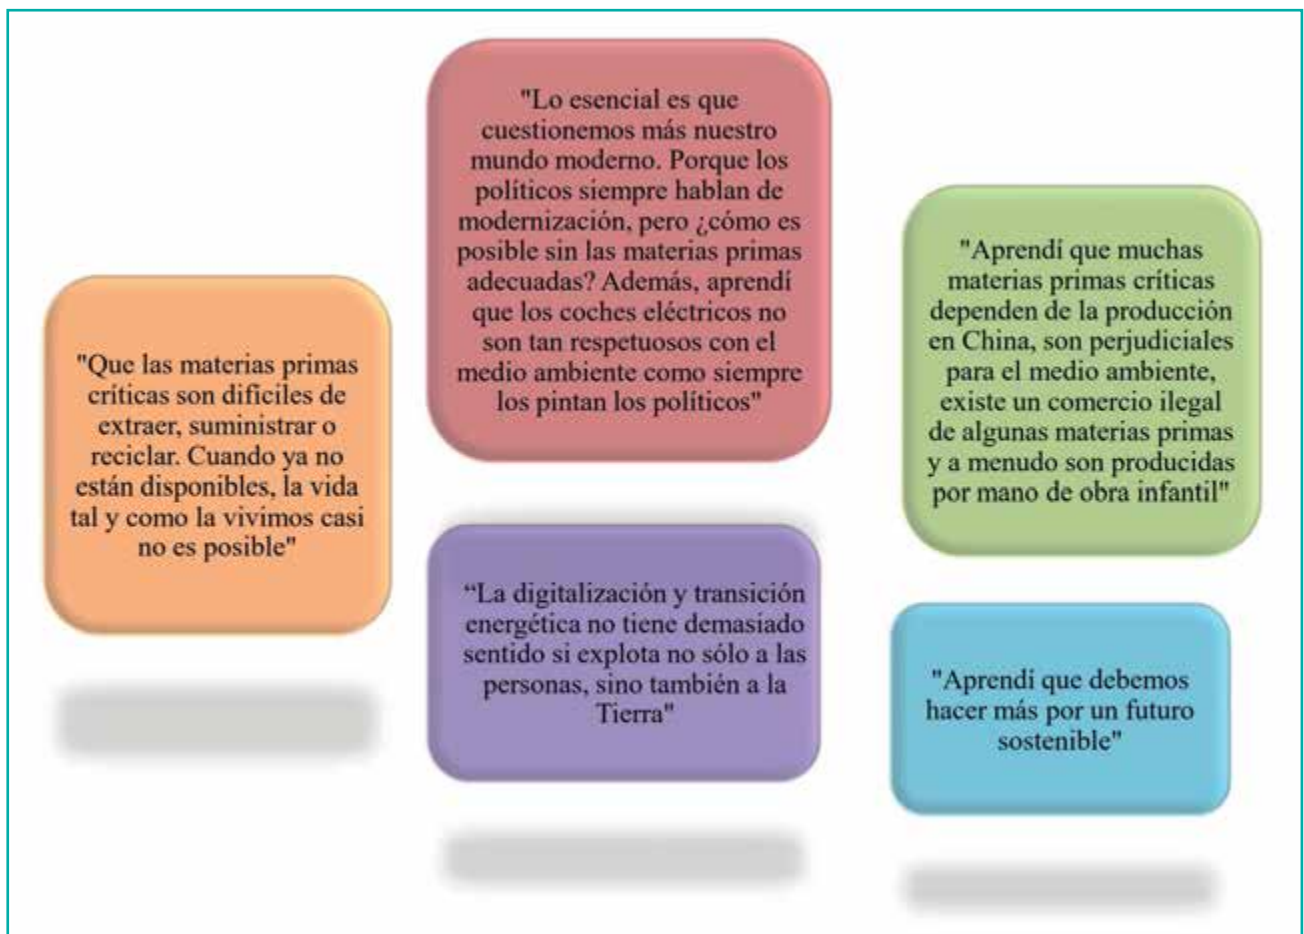 "Que las materias primas
críticas son difíciles de
extraer, suministrar o
reciclar. Cuando ya no
están disponibles, la vida
tal y como la vivimos casi
no es posible"
"Lo esencial es que
cuestionemos más nuestro
mundo moderno. Porque los
políticos siempre hablan de
modernización, pero ¿cómo es
posible sin las materias primas
adecuadas? Además, aprendí
que los coches eléctricos no
son tan respetuosos con el
medio ambiente como siempre
los pintan los políticos"
“La digitalización y transición
energética no tiene demasiado
sentido si explota no sólo a las
personas, sino también a la
Tierra"
"Aprendí que muchas
materias primas críticas
dependen de la producción
en China, son perjudiciales
para el medio ambiente,
existe un comercio ilegal
de algunas materias primas
y a menudo son producidas
por mano de obra infantil"
"Aprendí que debemos
hacer más por un futuro
sostenible"